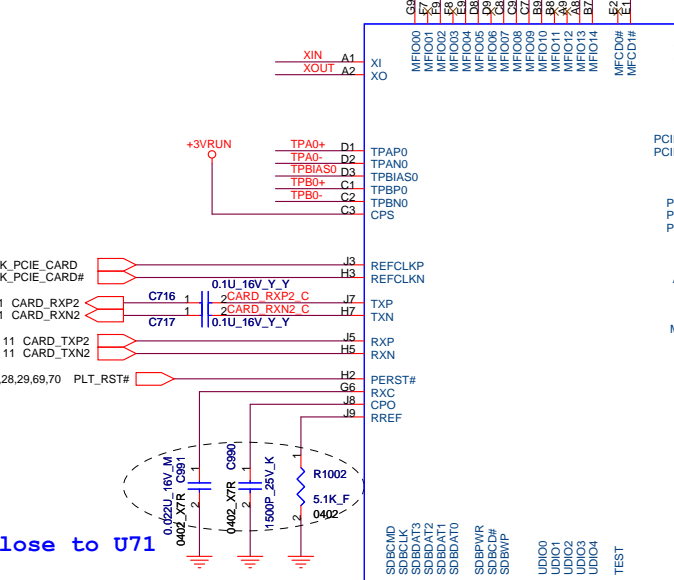 G9
E7
F9
E8
E9
D8
D9
C8
C9
C7
B9
B8
A9
A8
B7
E2
E1
MFIO00
MFIO01
MFIO02
MFIO03
MFIO04
MFIO05
MFIO06
MFIO07
MFIO08
MFIO09
MFIO10
MFIO11
MFIO12
MFIO13
MFIO14
MFCD0#
MFCD1#
XIN A1 XI
XOUT A2 XO
PCI
PCI
+3VRUN
TPA0+ D1 TPAP0
TPA0- D2 TPAN0
TPBIAS0 D3 TPBIAS0
TPB0+ C1 TPBP0
TPB0- C2 TPBN0
C3 CPS
P
P
P
K_PCIE_CARD J3 REFCLKP
K_PCIE_CARD# H3 REFCLKN
0.1U_16V_Y_Y
1 CARD_RXP2 C716 1 2 CARD_RXP2_C J7 TXP
1 CARD_RXN2 C717 1 2 CARD_RXN2_C H7 TXN
0.1U_16V_Y_Y
11 CARD_TXP2 J5 RXP
11 CARD_TXN2 H5 RXN
,28,29,69,70 PLT_RST# H2 PERST#
G6 RXC
J8 CPO
J9 RREF
0.022U_16V_M
0402_X7R
C991
1
2
0402_X7R
C990
1500P_25V_K
1
2
1
R1002
5.1K_F
0402
2
lose to U71
SDBCMD
SDBCLK
SDBDAT3
SDBDAT2
SDBDAT1
SDBDAT0
SDBPWR
SDBCD#
SDBWP
UDIO0
UDIO1
UDIO2
UDIO3
UDIO4
TEST